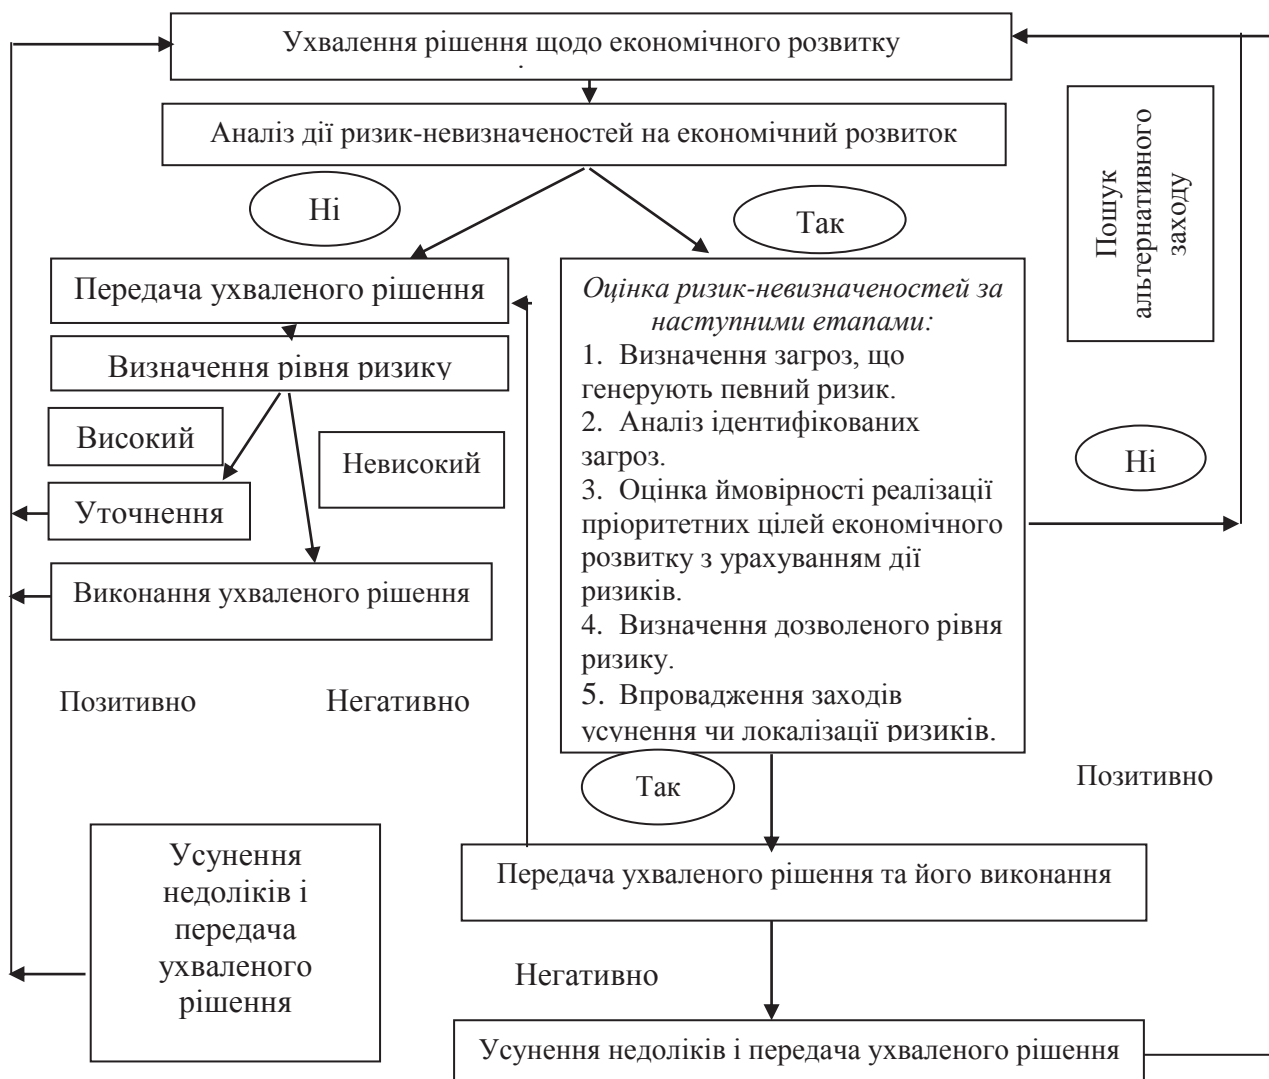 Ухвалення рішення щодо економічного розвитку
Аналіз дії ризик-невизначеностей на економічний розвиток
Ні
Так
Пошук
альтернативного
заходу
Передача ухваленого рішення
Визначення рівня ризику
Високий
Невисокий
Уточнення
Виконання ухваленого рішення
Позитивно
Негативно
Оцінка ризик-невизначеностей за
наступними етапами:
1. Визначення загроз, що
генерують певний ризик.
2. Аналіз ідентифікованих
загроз.
3. Оцінка ймовірності реалізації
пріоритетних цілей економічного
розвитку з урахуванням дії
ризиків.
4. Визначення дозволеного рівня
ризику.
5. Впровадження заходів
усунення чи локалізації ризиків.
Ні
Так
Позитивно
Усунення
недоліків і
передача
ухваленого
рішення
Передача ухваленого рішення та його виконання
Негативно
Усунення недоліків і передача ухваленого рішення